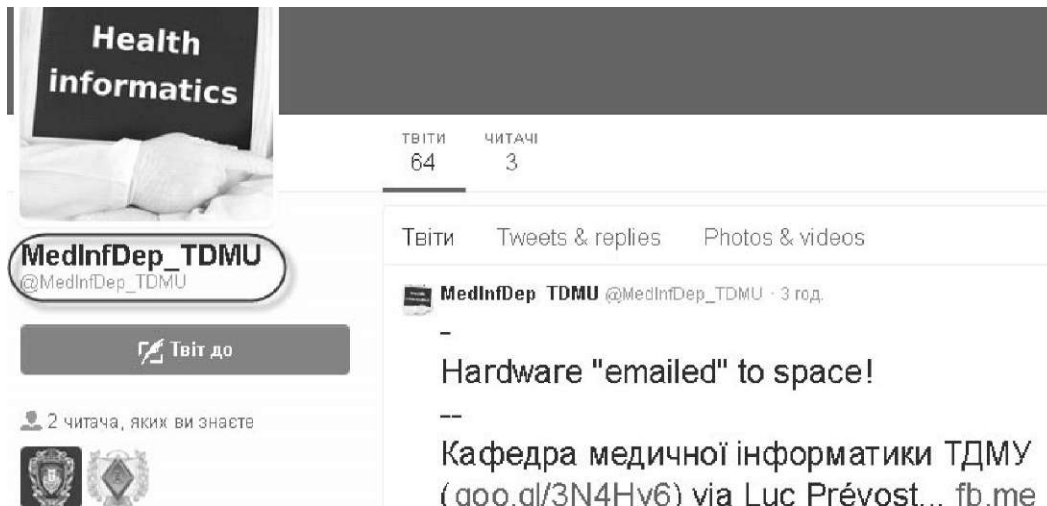 Health
informatics
ТВІТИ ЧИТАЧІ
64 3
MedInfDep_TDMU
@MedInfDep_TDMU
Твіт до
2 читача, яких ви знаєте
Твіти Tweets & replies Photos & videos
MedInfDep TDMU @MedInfDep_TDMU · 3 год.
-
Hardware "emailed" to space!
--
Кафедра медичної інформатики ТДМУ
(goo.gl/3N4Hv6) via Luc Prévost... fb.me